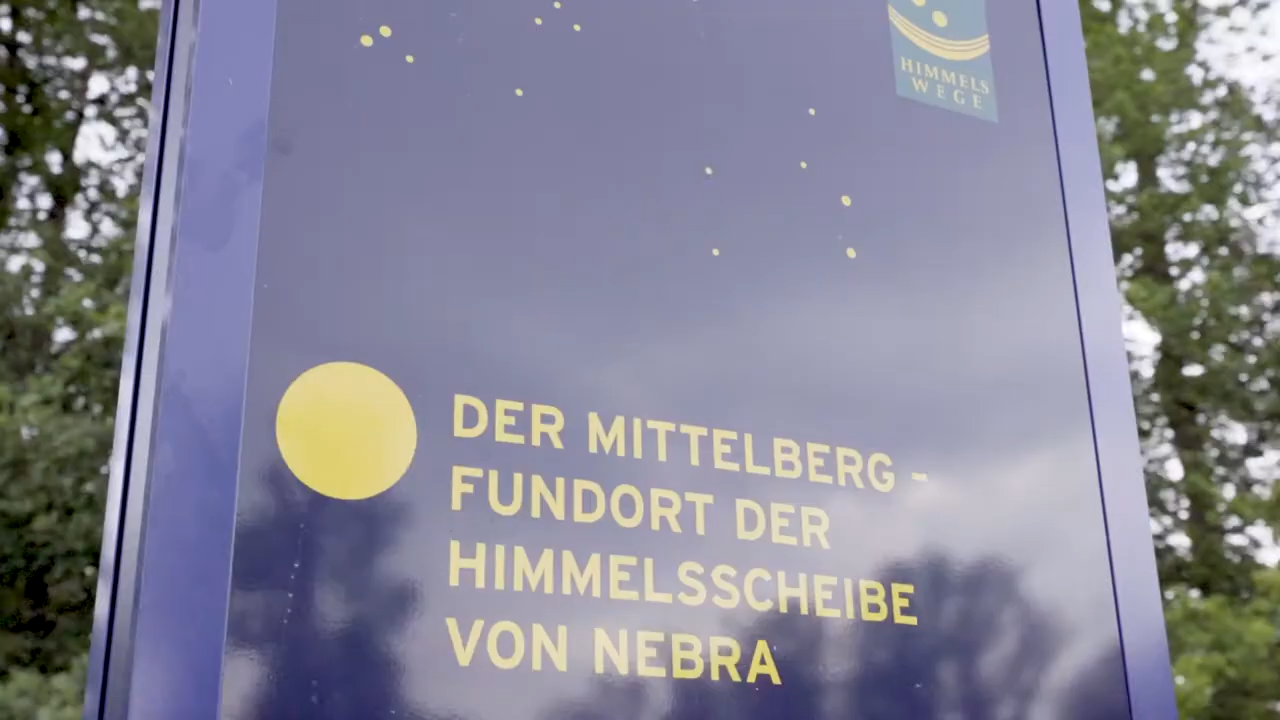 HIMMELS
WEGE
DER MITTELBERG -
FUNDORT DER
HIMMELSSCHEIBE
VON NEBRA